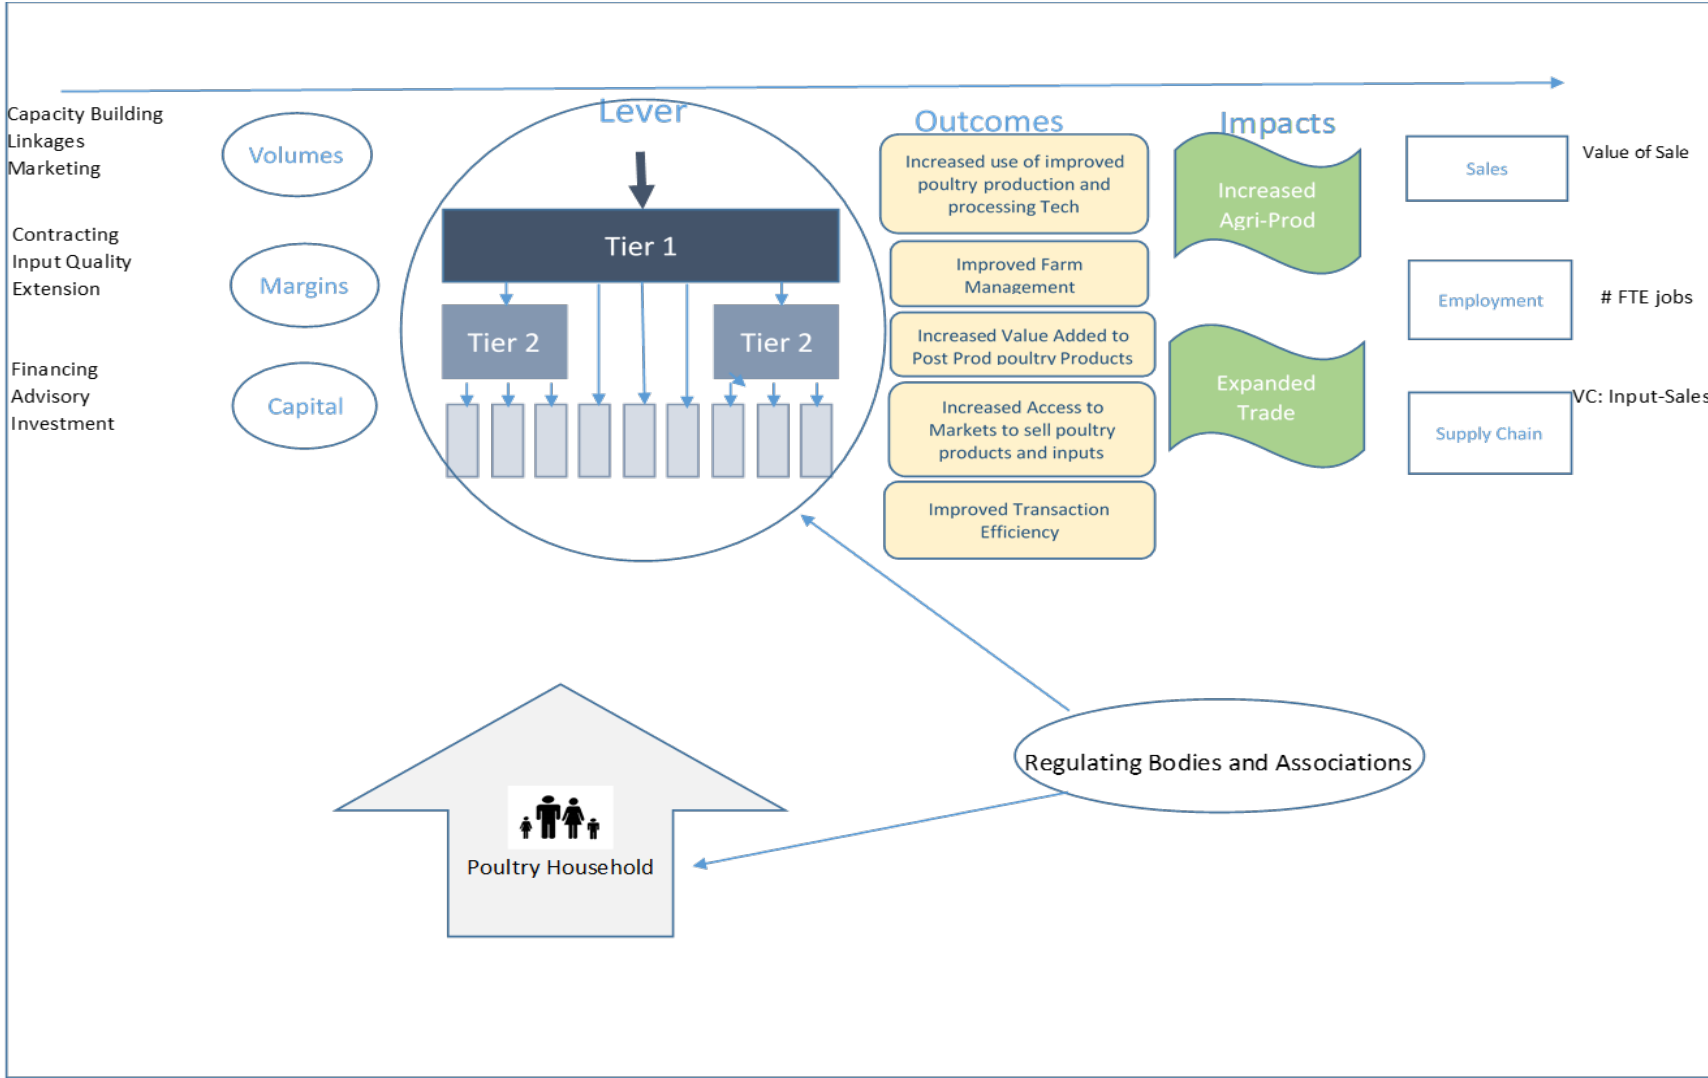 Capacity Building
Linkages
Marketing
Volumes
Contracting
Input Quality
Extension
Margins
Financing
Advisory
Investment
Capital
Lever
Tier 1
Tier 2
Tier 2
Outcomes
Increased use of improved
poultry production and
processing Tech
Improved Farm
Management
Increased Value Added to
Post Prod poultry Products
Increased Access to
Markets to sell poultry
products and inputs
Improved Transaction
Efficiency
Impacts
Increased
Agri-Prod
Expanded
Trade
Sales
Value of Sale
Employment
# FTE jobs
Supply Chain
VC: Input-Sales
Regulating Bodies and Associations
Poultry Household